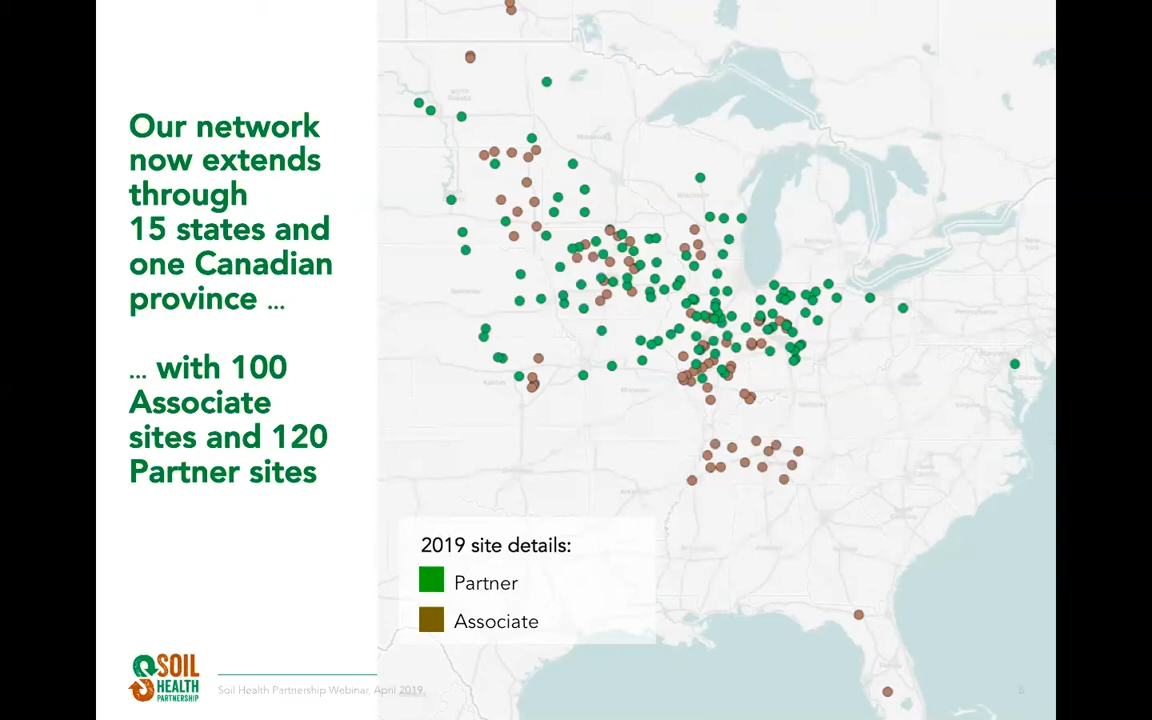 Our network
now extends
through
15 states and
one Canadian
province ...
... with 100
Associate
sites and 120
Partner sites
2019 site details:
Partner
Associate
SOIL
HEALTH
PARTNERSHIP
Soil Health Partnership Webinar, April 2019.
6